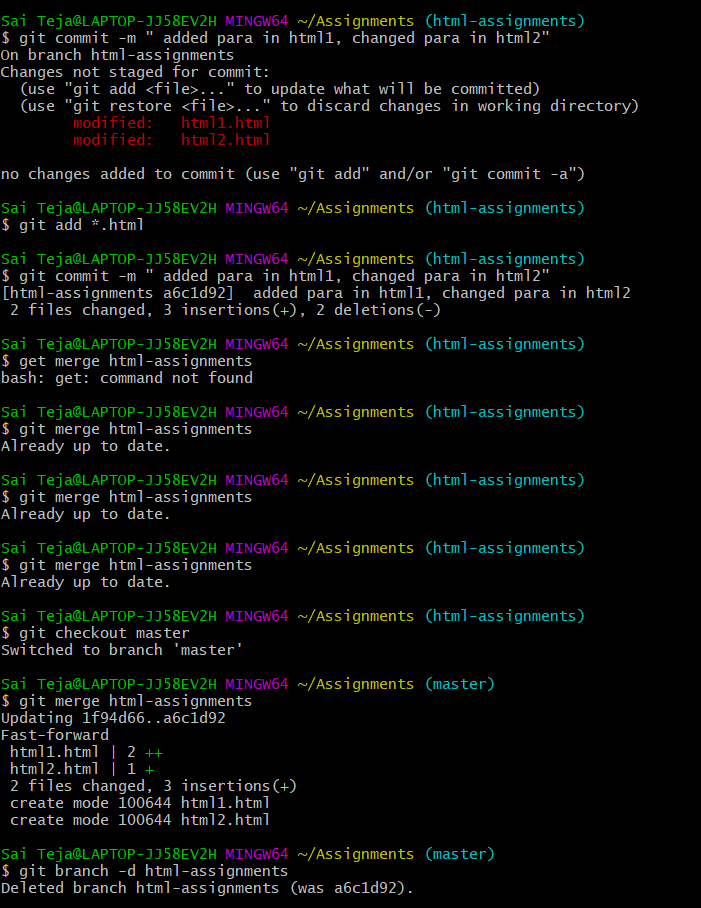 Sai Teja@LAPTOP-JJ58EV2H MINGW64 ~/Assignments (html-assignments)
$ git commit -m " added para in html1, changed para in html2"
On branch html-assignments
Changes not staged for commit:
  (use "git add <file>..." to update what will be committed)
  (use "git restore <file>..." to discard changes in working directory)
        modified:   html1.html
        modified:   html2.html

no changes added to commit (use "git add" and/or "git commit -a")

Sai Teja@LAPTOP-JJ58EV2H MINGW64 ~/Assignments (html-assignments)
$ git add *.html

Sai Teja@LAPTOP-JJ58EV2H MINGW64 ~/Assignments (html-assignments)
$ git commit -m " added para in html1, changed para in html2"
[html-assignments a6c1d92]  added para in html1, changed para in html2
 2 files changed, 3 insertions(+), 2 deletions(-)

Sai Teja@LAPTOP-JJ58EV2H MINGW64 ~/Assignments (html-assignments)
$ get merge html-assignments
bash: get: command not found

Sai Teja@LAPTOP-JJ58EV2H MINGW64 ~/Assignments (html-assignments)
$ git merge html-assignments
Already up to date.

Sai Teja@LAPTOP-JJ58EV2H MINGW64 ~/Assignments (html-assignments)
$ git merge html-assignments
Already up to date.

Sai Teja@LAPTOP-JJ58EV2H MINGW64 ~/Assignments (html-assignments)
$ git merge html-assignments
Already up to date.

Sai Teja@LAPTOP-JJ58EV2H MINGW64 ~/Assignments (html-assignments)
$ git checkout master
Switched to branch 'master'

Sai Teja@LAPTOP-JJ58EV2H MINGW64 ~/Assignments (master)
$ git merge html-assignments
Updating 1f94d66..a6c1d92
Fast-forward
 html1.html | 2 ++
 html2.html | 1 +
 2 files changed, 3 insertions(+)
 create mode 100644 html1.html
 create mode 100644 html2.html

Sai Teja@LAPTOP-JJ58EV2H MINGW64 ~/Assignments (master)
$ git branch -d html-assignments
Deleted branch html-assignments (was a6c1d92).